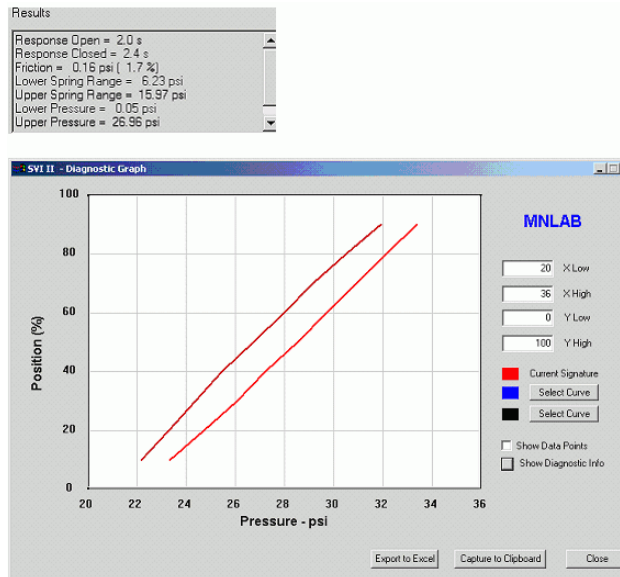 Results
Response Open = 2.0 s
Response Closed = 2.4 s
Friction = 0.16 psi ( 1.7 %)
Lower Spring Range = 6.23 psi
Upper Spring Range = 15.97 psi
Lower Pressure = 0.05 psi
Upper Pressure = 26.96 psi
SVI II - Diagnostic Graph
100
80
60
40
20
0
Position (%)
20 22 24 26 28 30 32 34 36
Pressure - psi
MNLAB
20 X Low
36 X High
0 Y Low
100 Y High
Current Signature
Select Curve
Select Curve
Show Data Points
Show Diagnostic Info
Export to Excel Capture to Clipboard Close